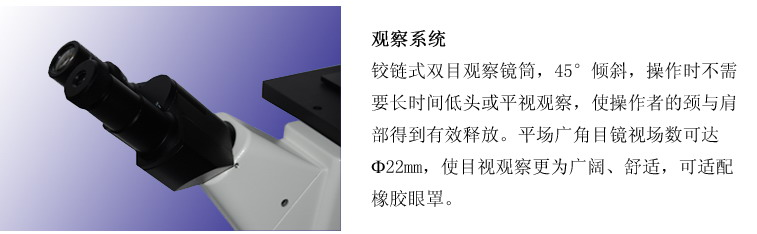 观察系统
铰链式双目观察镜筒，45°倾斜，操作时不需
要长时间低头或平视观察，使操作者的颈与肩
部得到有效释放。平场广角目镜视场数可达
Φ22mm，使目视观察更为广阔、舒适，可适配
橡胶眼罩。